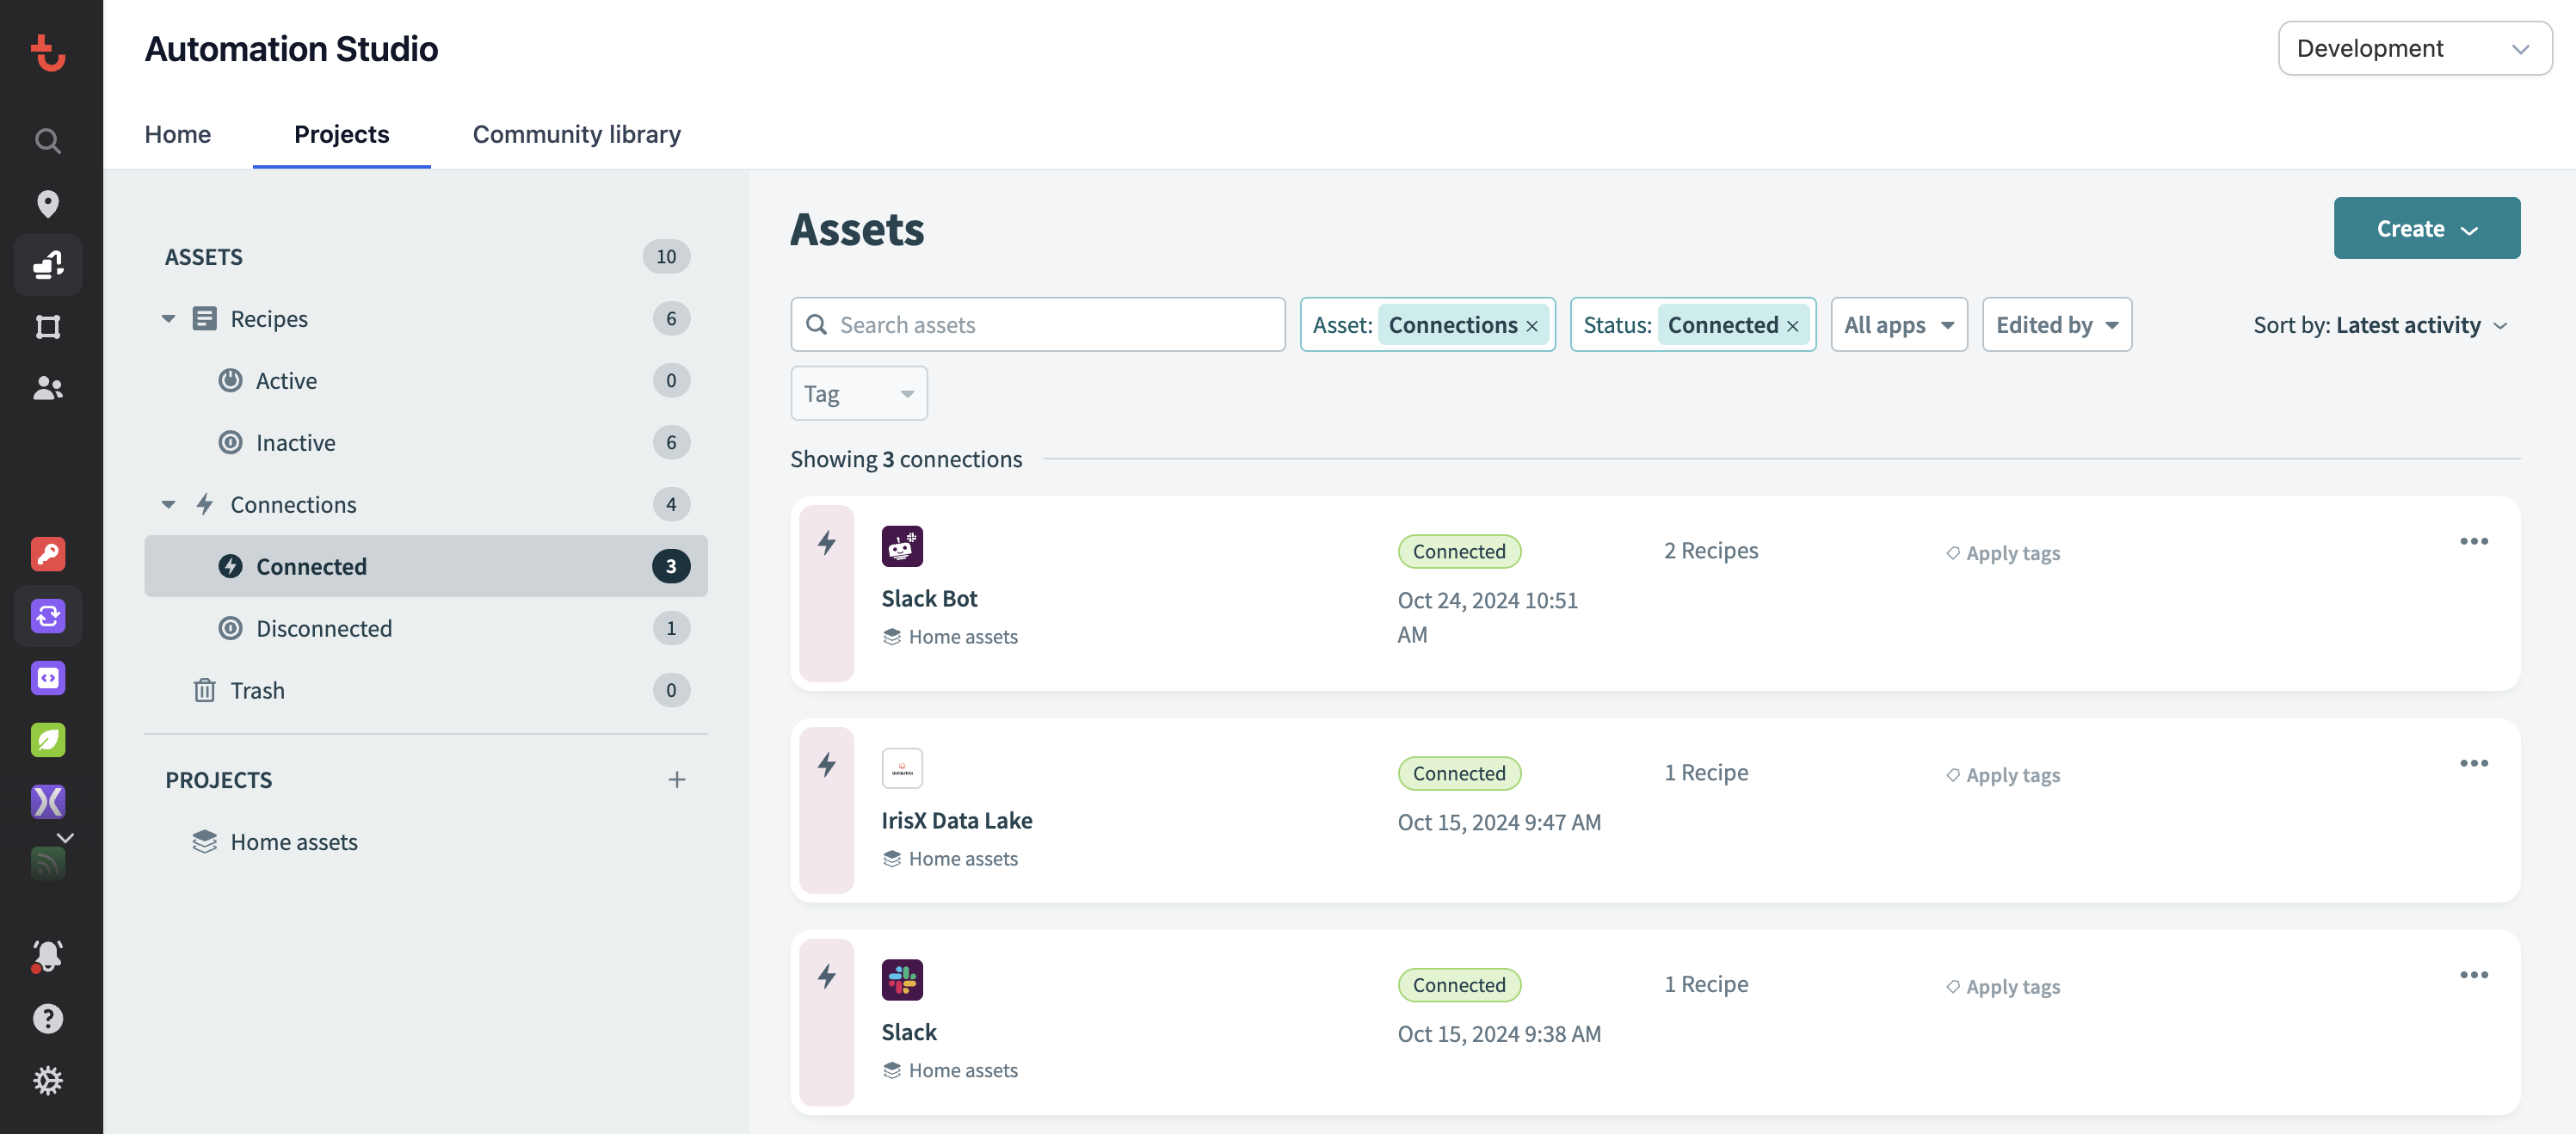 Automation Studio
Development
Home
Projects
Community library
ASSETS
10
Recipes
6
Active
0
Inactive
6
Connections
4
Connected
3
Disconnected
1
Trash
0
PROJECTS
Home assets
Assets
Create
Search assets
Asset: Connections
Status: Connected
All apps
Edited by
Sort by: Latest activity
Tag
Showing 3 connections
Connected
2 Recipes
Apply tags
Slack Bot
Oct 24, 2024 10:51
AM
Home assets
Connected
1 Recipe
Apply tags
IrisX Data Lake
Oct 15, 2024 9:47 AM
Home assets
Connected
1 Recipe
Apply tags
Slack
Oct 15, 2024 9:38 AM
Home assets